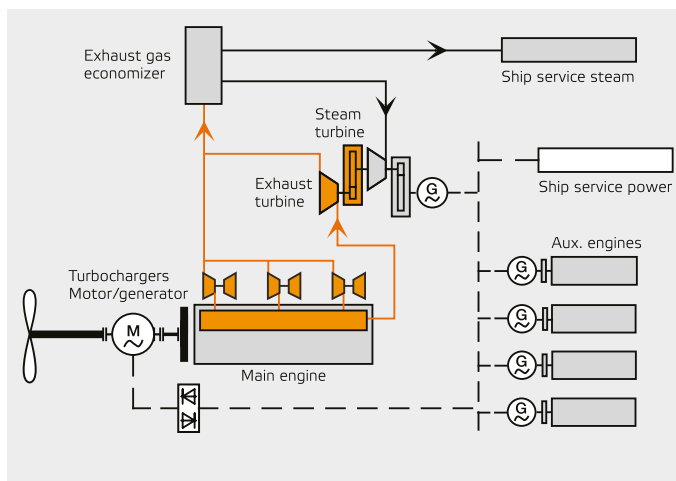 Exhaust gas
economizer
Ship service steam
Steam
turbine
Exhaust
turbine
G
Ship service power
Aux. engines
G
G
G
G
Turbochargers
Motor/generator
M
Main engine